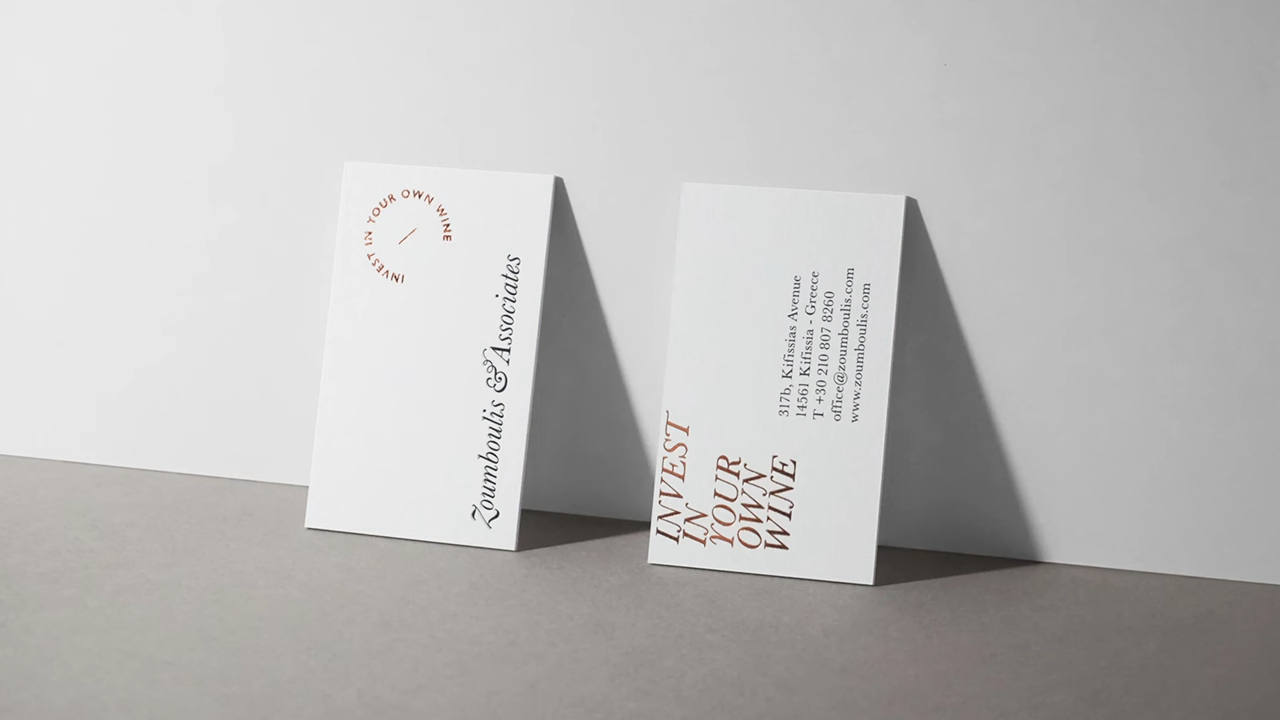 INVEST IN YOUR OWN WINE
Zoumboulis & Associates
INVEST
IN
YOUR
OWN
WINE
317b, Kifissias Avenue
14561 Kifissia - Greece
T +30 210 807 8260
office@zoumboulis.com
www.zoumboulis.com